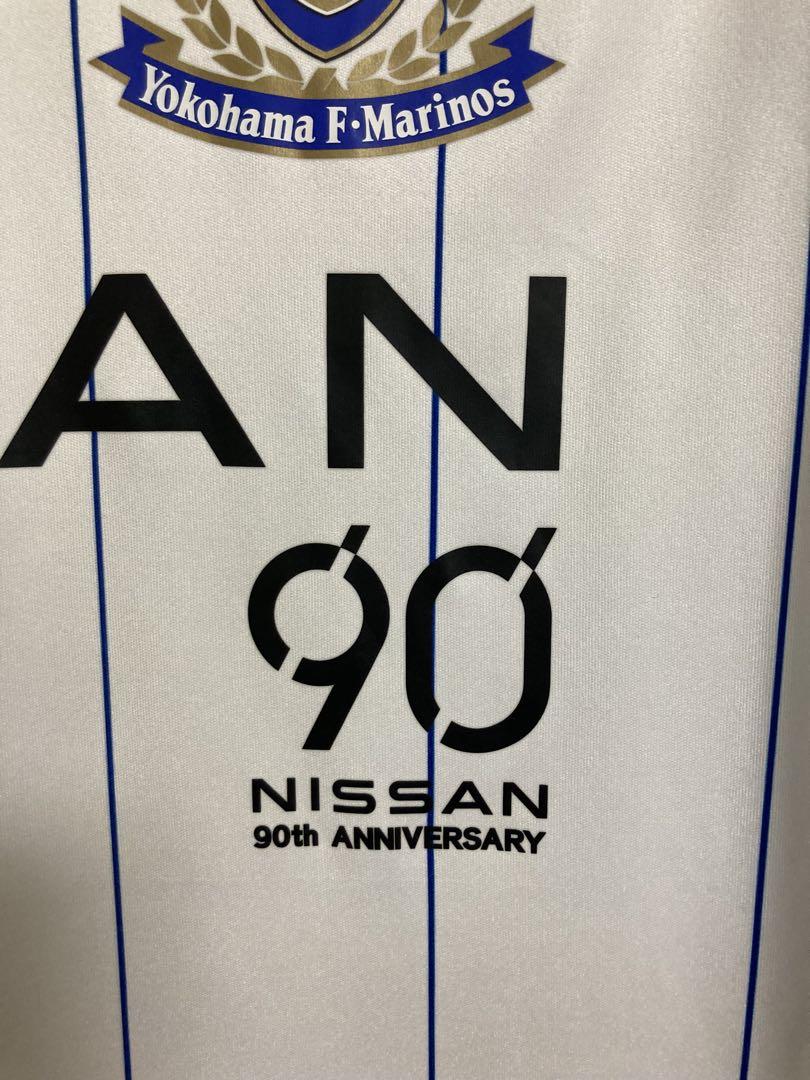 Yokohama F·Marinos
AN
90
NISSAN
90th ANNIVERSARY